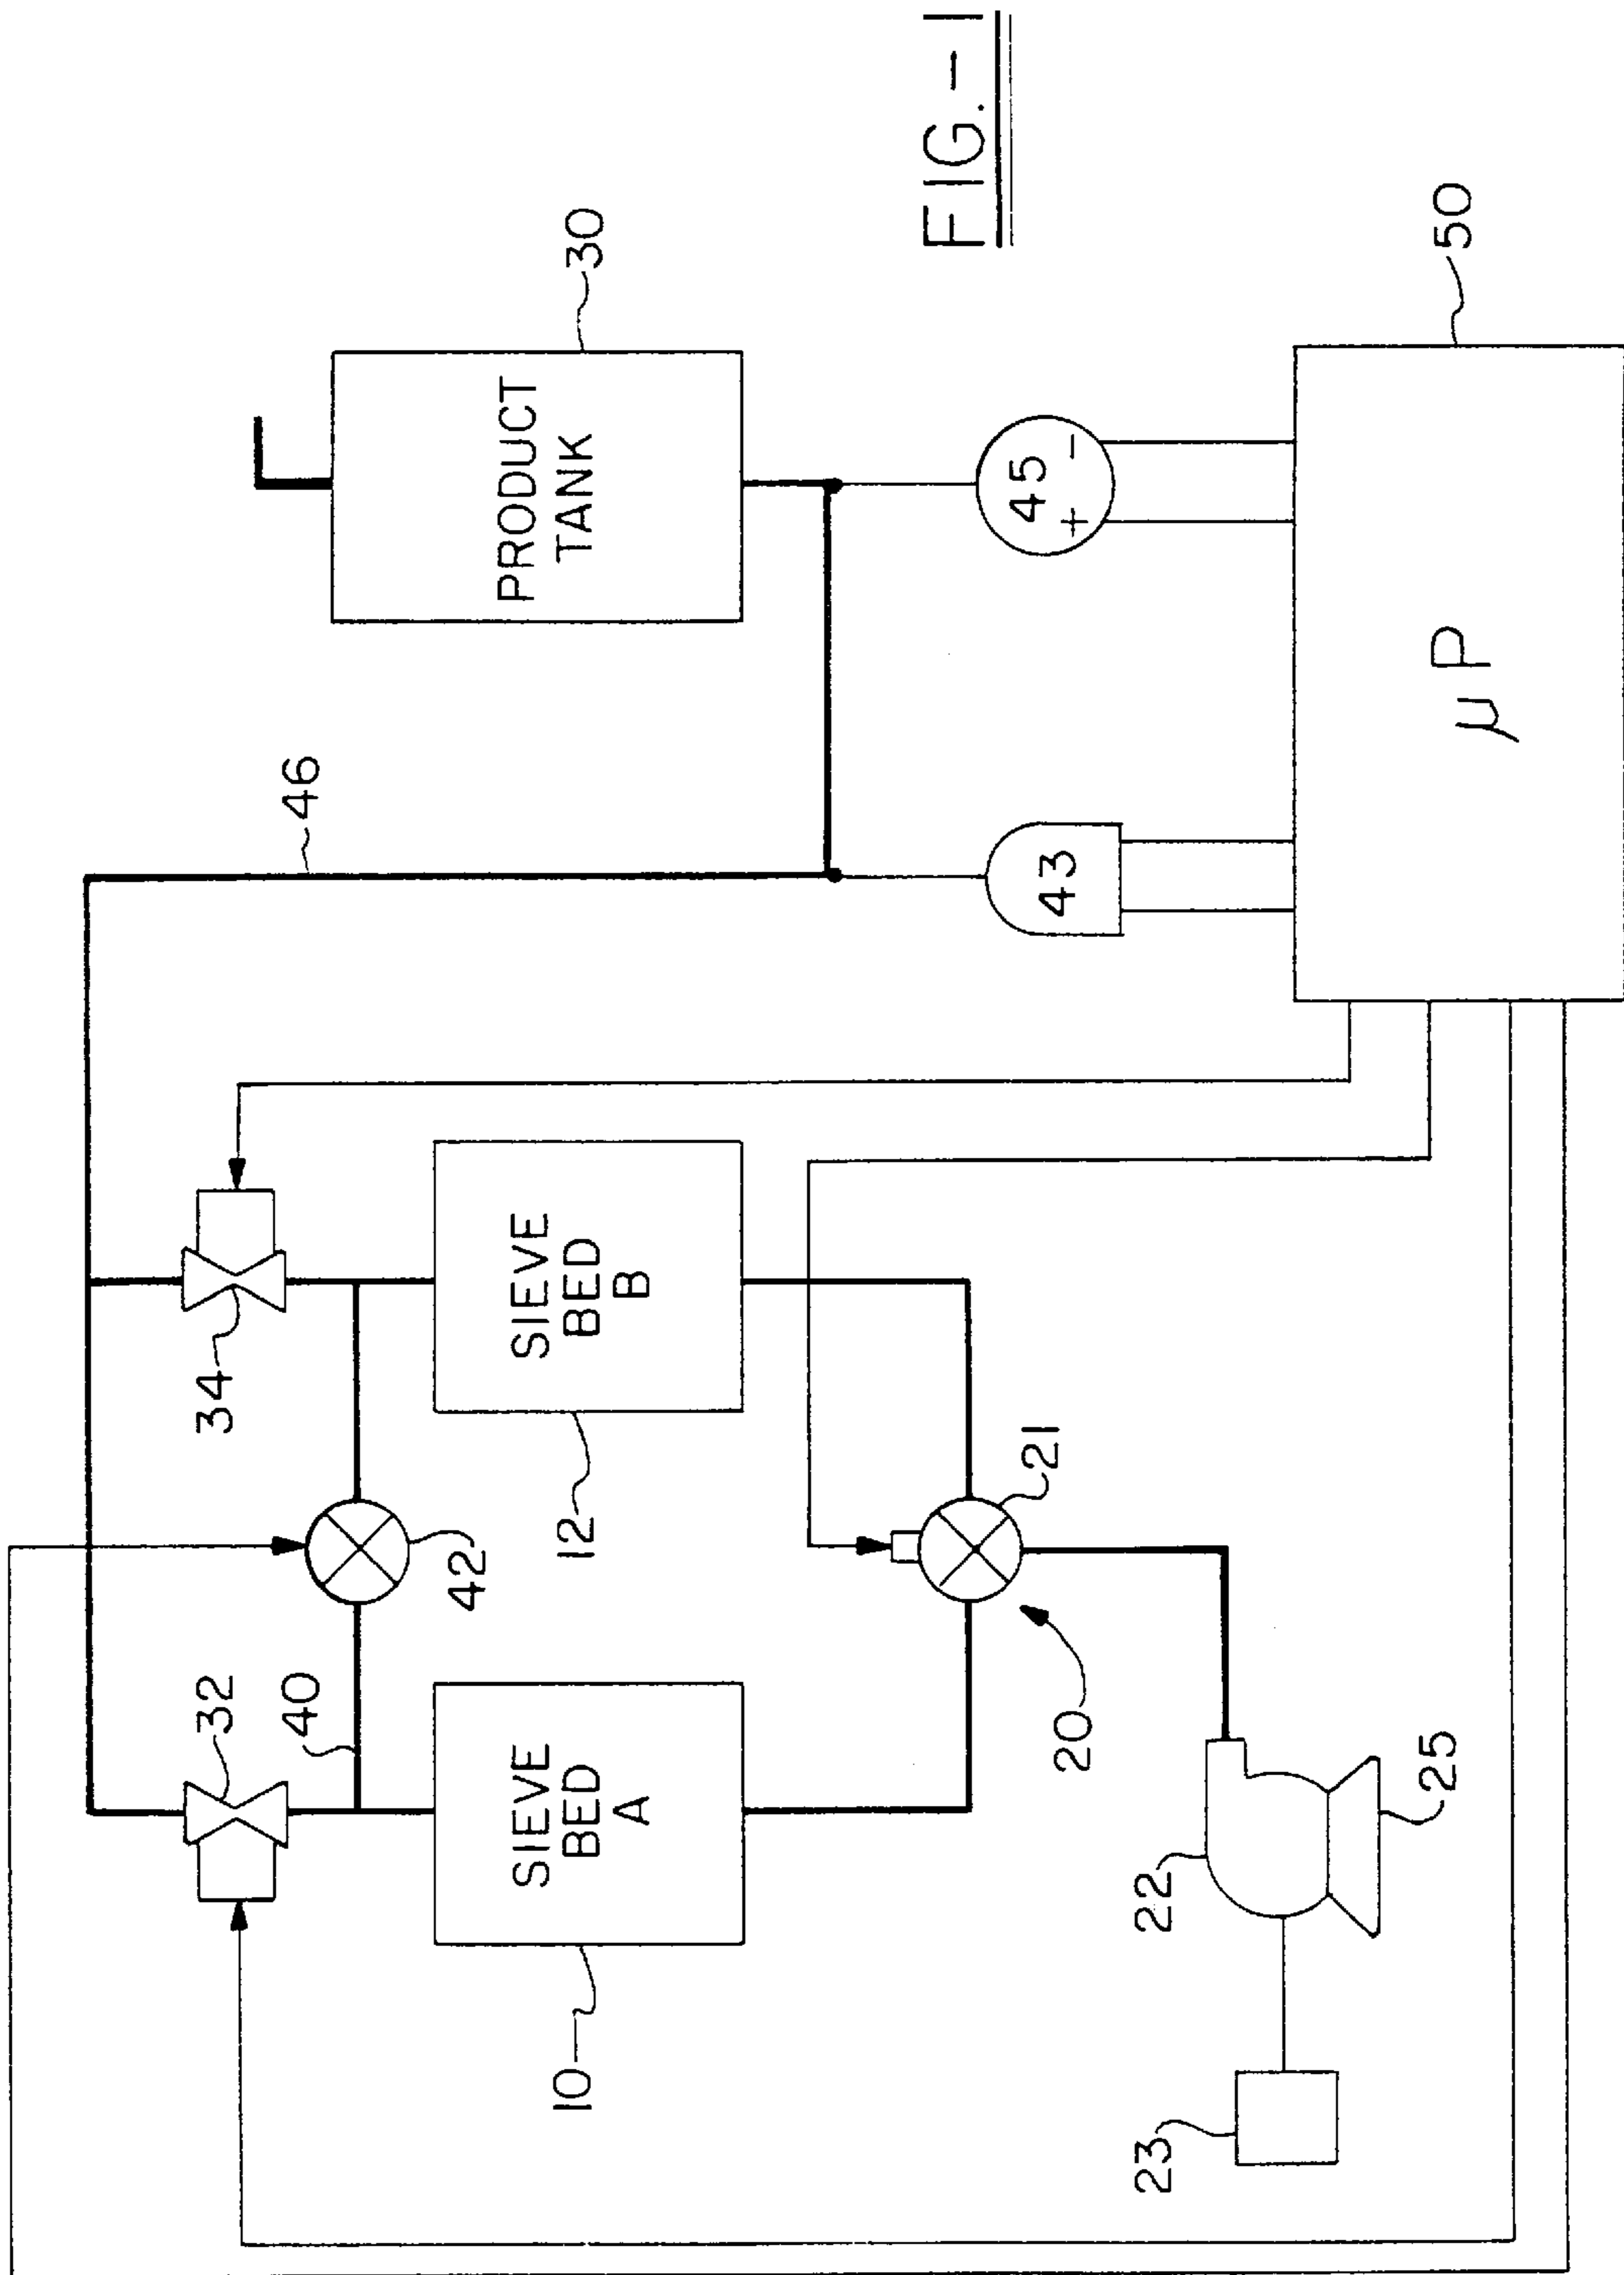 32
34
46
40
42
SIEVE
BED
A
SIEVE
BED
B
PRODUCT
TANK
30
10
12
20
21
22
23
25
43
45
+ -
μP
50
FIG.-1